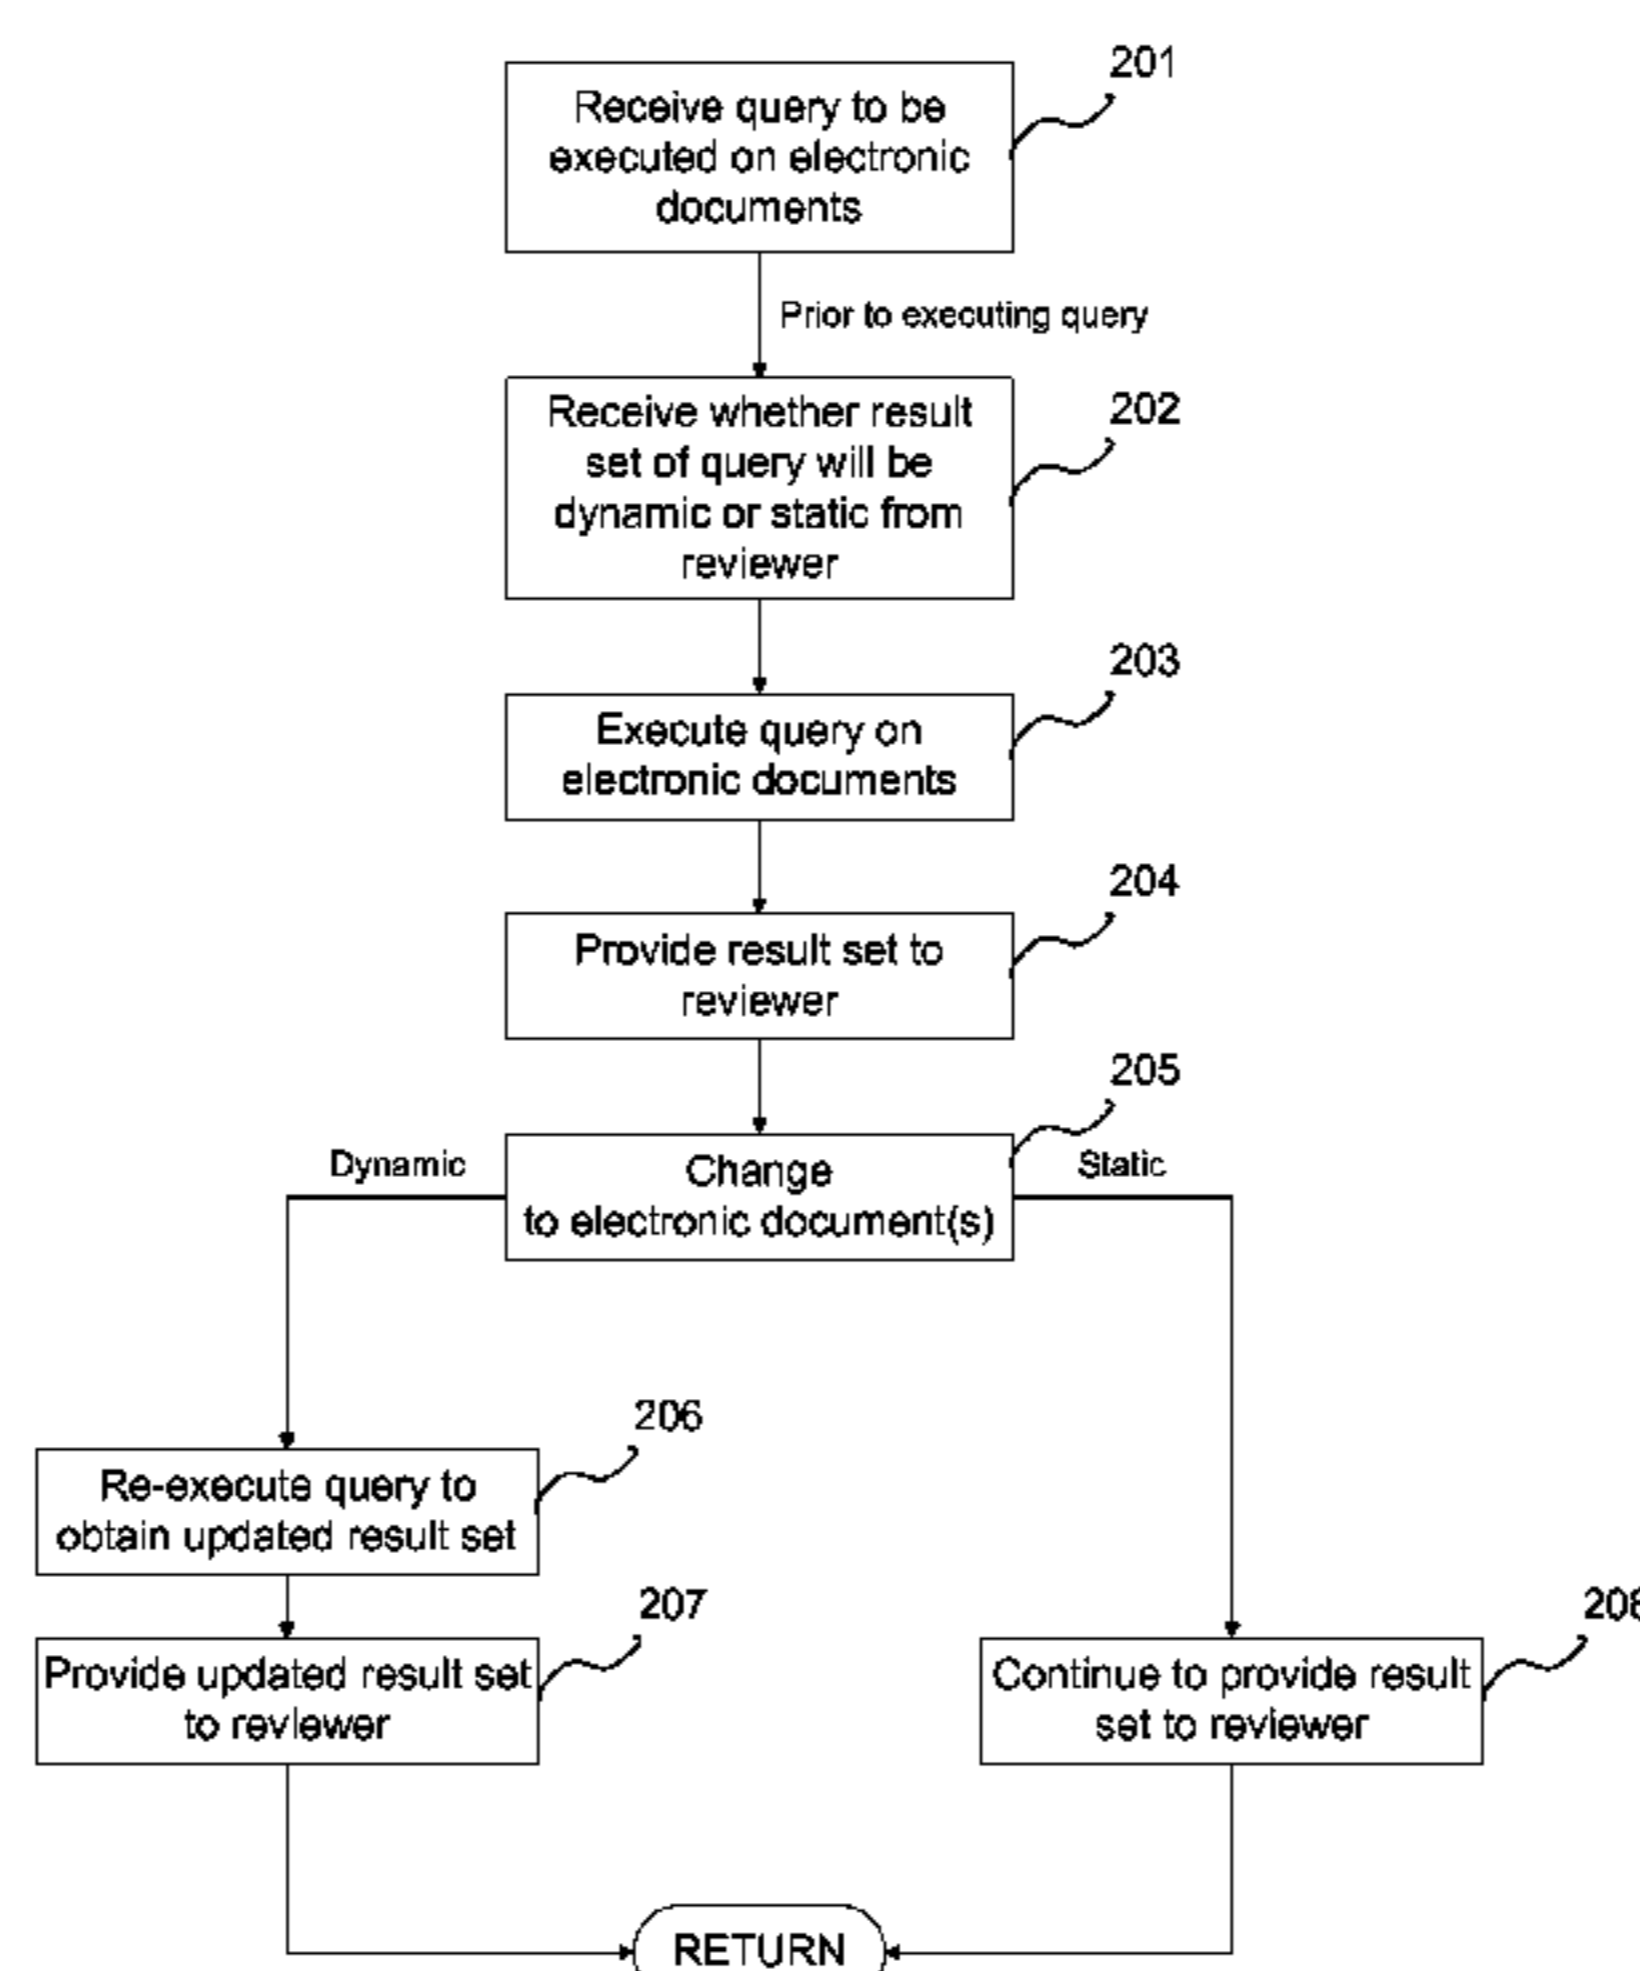 201
Receive query to be
executed on electronic
documents
Prior to executing query
202
Receive whether result
set of query will be
dynamic or static from
reviewer
203
Execute query on
electronic documents
204
Provide result set to
reviewer
205
Dynamic
Change
to electronic document(s)
Static
206
Re-execute query to
obtain updated result set
207
Provide updated result set
to reviewer
208
Continue to provide result
set to reviewer
RETURN